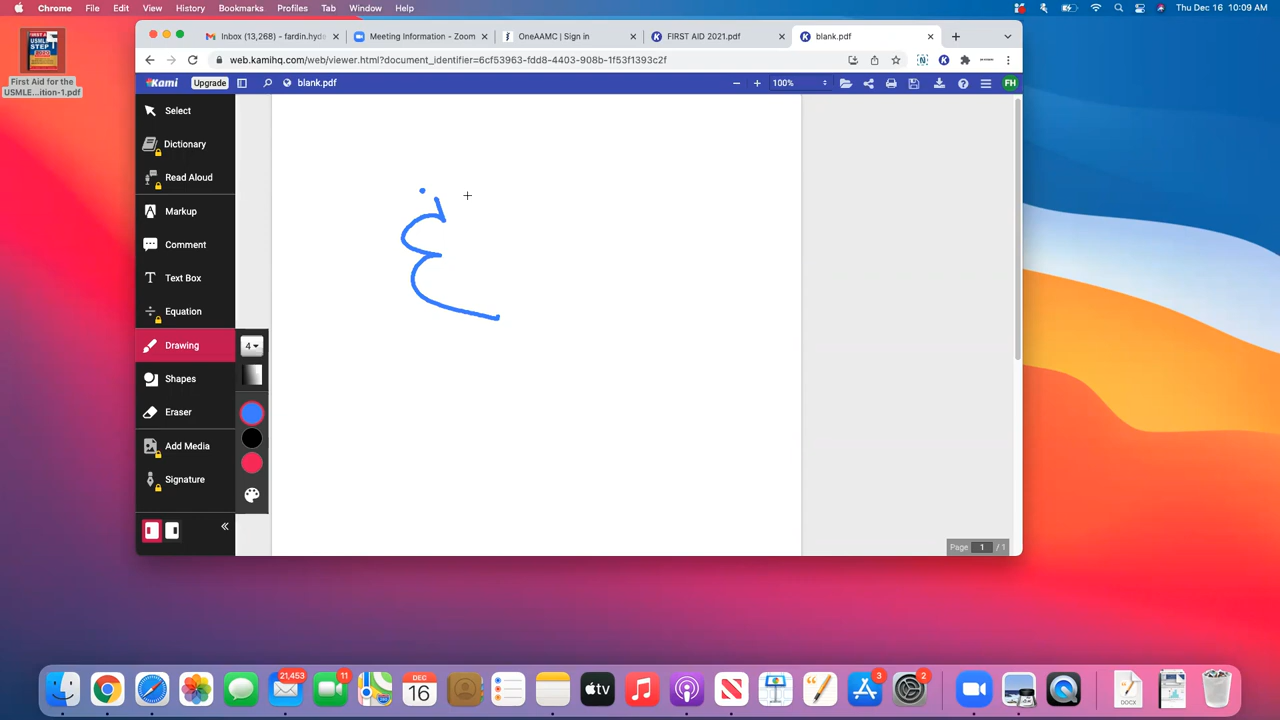 Chrome File Edit View History Bookmarks Profiles Tab Window Help Thu Dec 16 10:09 AM
Inbox (13,268) - fardin.hyde Meeting Information - Zoom OneAAMC | Sign in FIRST AID 2021.pdf blank.pdf
web.kamihq.com/web/viewer.html?document_identifier=6cf53963-fdd8-4403-908b-1f53f1393c2f
Kami Upgrade blank.pdf 100% FH
First Aid for the
USMLE...ition-1.pdf
Select
Dictionary
Read Aloud
Markup
Comment
Text Box
Equation
Drawing 4
Shapes
Eraser
Add Media
Signature
Page 1 / 1
21,453 11 DEC 16 3 2
tv
DOCX